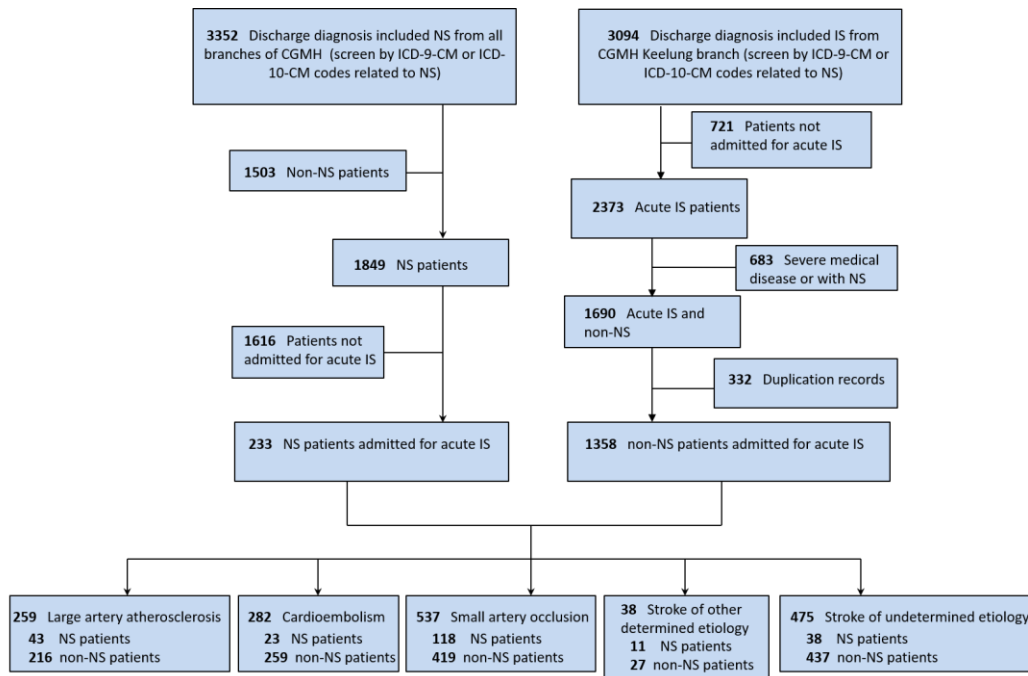 3352 Discharge diagnosis included NS from all
branches of CGMH (screen by ICD-9-CM or ICD-
10-CM codes related to NS)
3094 Discharge diagnosis included IS from
CGMH Keelung branch (screen by ICD-9-CM or
ICD-10-CM codes related to NS)
721 Patients not
admitted for acute IS
1503 Non-NS patients
2373 Acute IS patients
1849 NS patients
683 Severe medical
disease or with NS
1690 Acute IS and
non-NS
1616 Patients not
admitted for acute IS
332 Duplication records
233 NS patients admitted for acute IS
1358 non-NS patients admitted for acute IS
259 Large artery atherosclerosis
43 NS patients
216 non-NS patients
282 Cardioembolism
23 NS patients
259 non-NS patients
537 Small artery occlusion
118 NS patients
419 non-NS patients
38 Stroke of other
determined etiology
11 NS patients
27 non-NS patients
475 Stroke of undetermined etiology
38 NS patients
437 non-NS patients